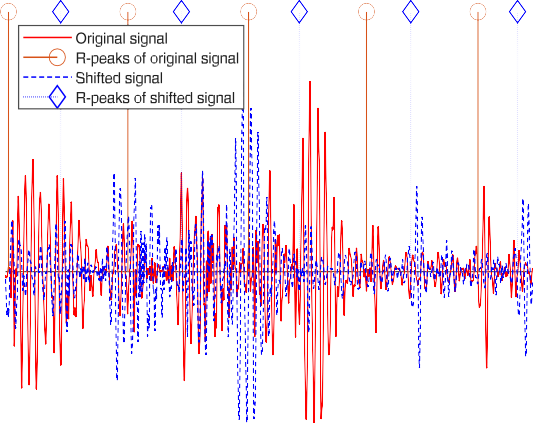 Original signal
R-peaks of original signal
Shifted signal
R-peaks of shifted signal